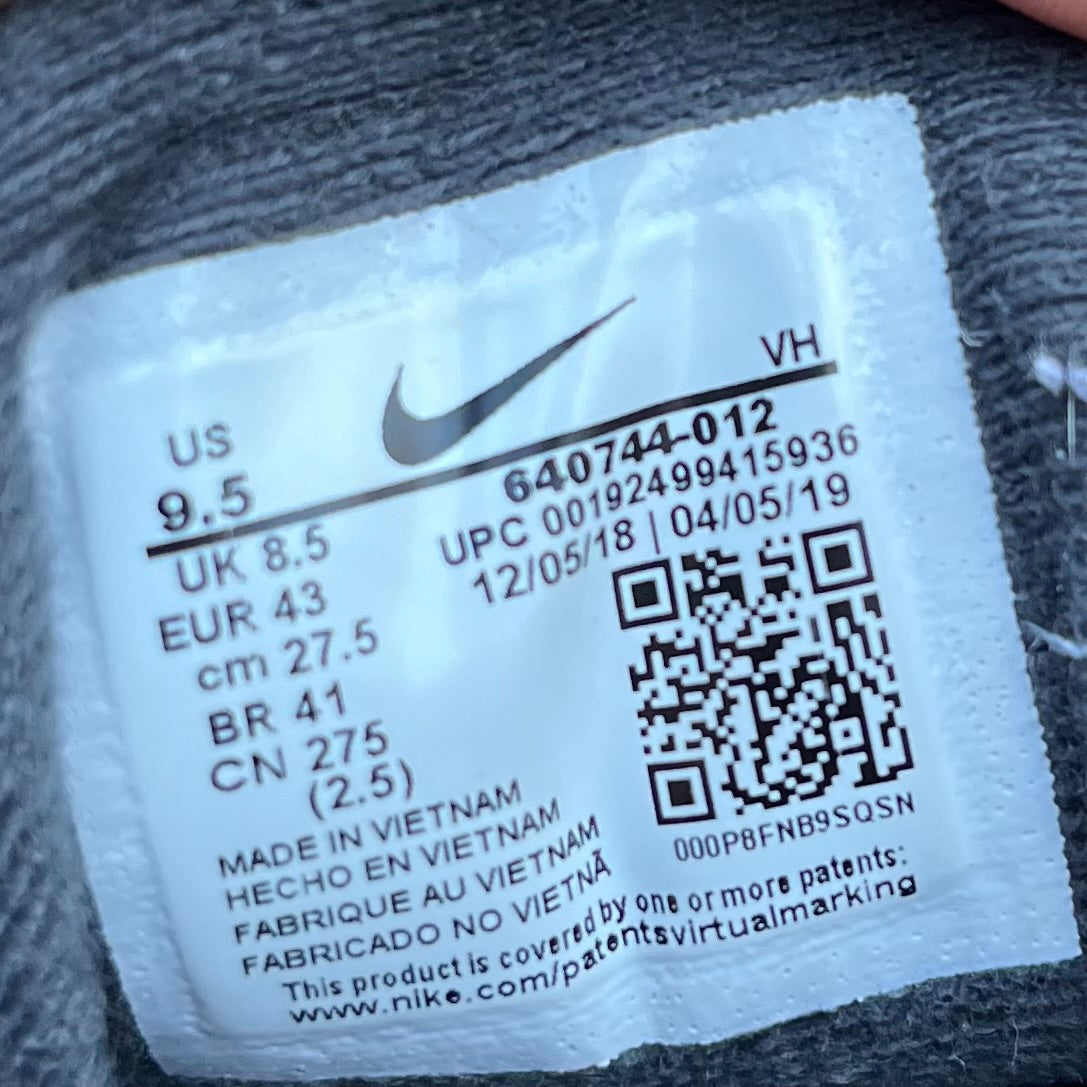 VH
US
9.5
640744-012
UPC 00192499415936
12/05/18 | 04/05/19
UK 8.5
EUR 43
cm 27.5
BR 41
CN 275
(2.5)
000P8FNB9SQSN
MADE IN VIETNAM
HECHO EN VIETNAM
FABRIQUE AU VIETNAM
FABRICADO NO VIETNÃ
This product is covered by one or more patents:
www.nike.com/patentsvirtualmarking